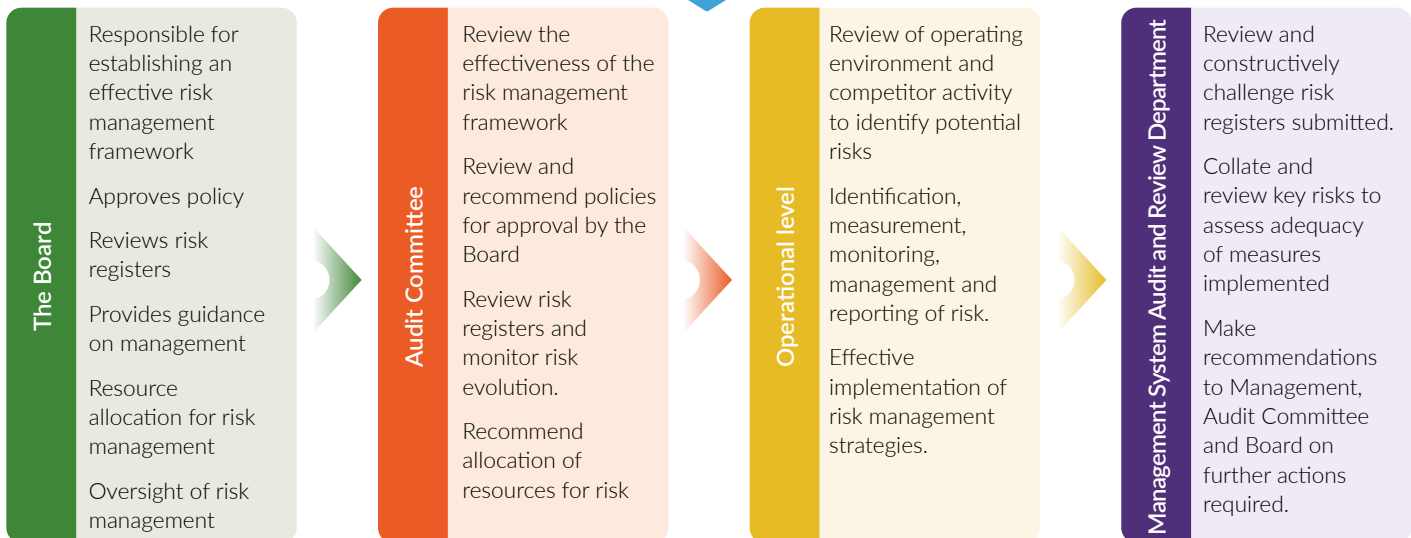 The Board
Responsible for
establishing an
effective risk
management
framework
Approves policy
Reviews risk
registers
Provides guidance
on management
Resource
allocation for risk
management
Oversight of risk
management
Audit Committee
Review the
effectiveness of the
risk management
framework
Review and
recommend policies
for approval by the
Board
Review risk
registers and
monitor risk
evolution.
Recommend
allocation of
resources for risk
Operational level
Review of operating
environment and
competitor activity
to identify potential
risks
Identification,
measurement,
monitoring,
management and
reporting of risk.
Effective
implementation of
risk management
strategies.
Management System Audit and Review Department
Review and
constructively
challenge risk
registers submitted.
Collate and
review key risks to
assess adequacy
of measures
implemented
Make
recommendations
to Management,
Audit Committee
and Board on
further actions
required.